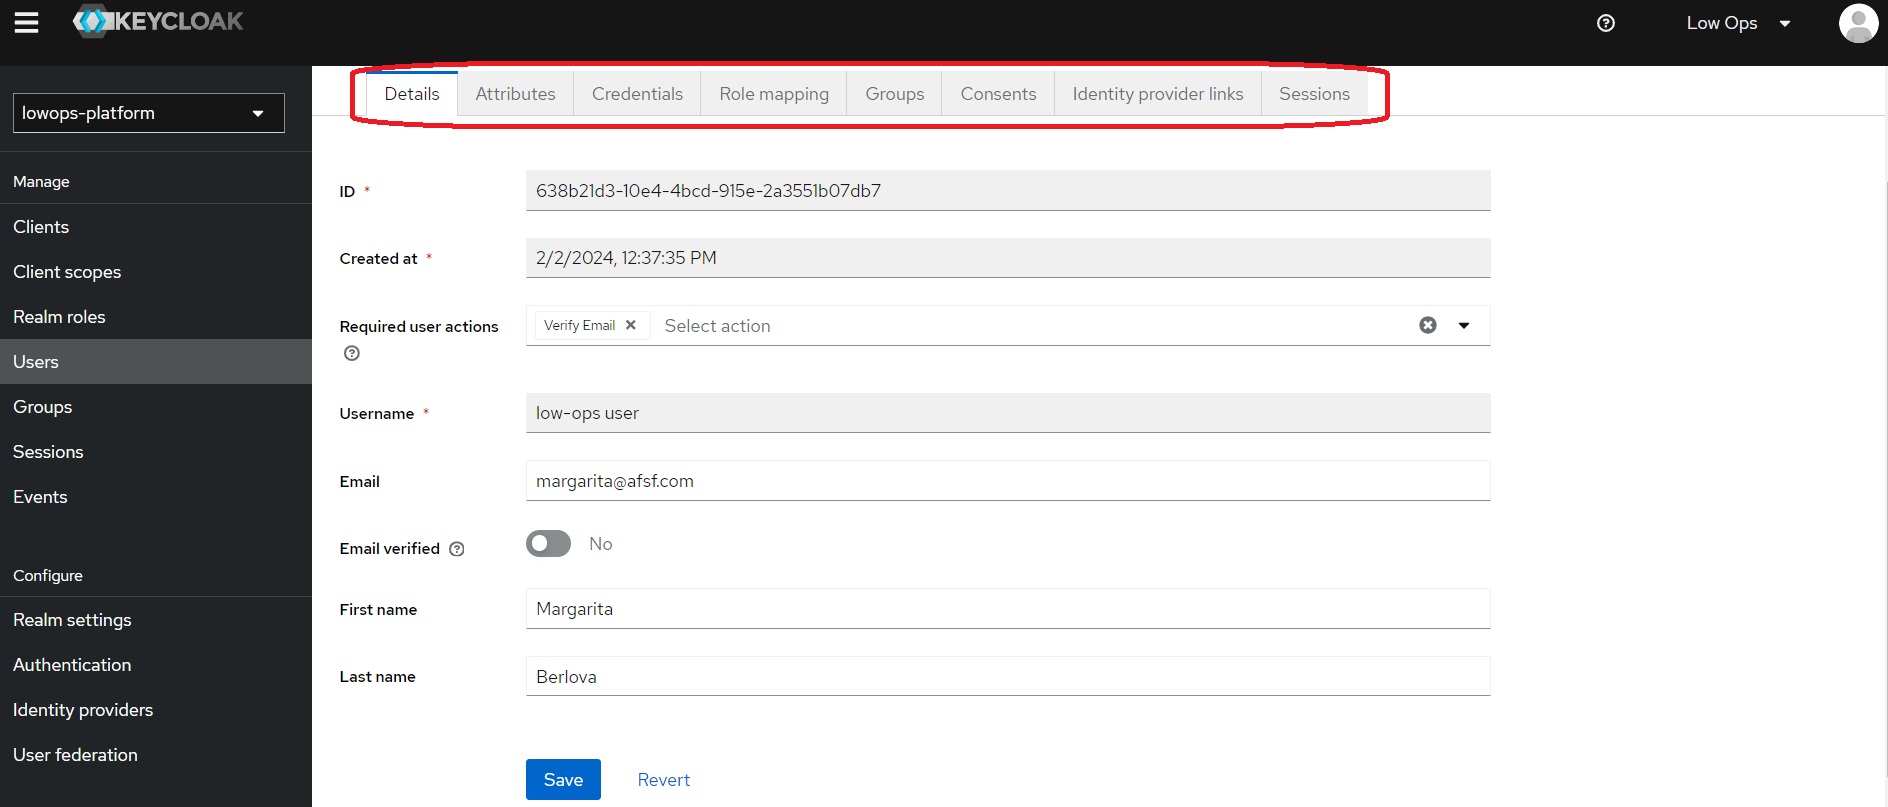 KEYCLOAK
Low Ops
lowops-platform
Manage
Clients
Client scopes
Realm roles
Users
Groups
Sessions
Events
Configure
Realm settings
Authentication
Identity providers
User federation
Details Attributes Credentials Role mapping Groups Consents Identity provider links Sessions
ID * 638b21d3-10e4-4bcd-915e-2a3551b07db7
Created at * 2/2/2024, 12:37:35 PM
Required user actions Verify Email Select action
Username * low-ops user
Email margarita@afsf.com
Email verified No
First name Margarita
Last name Berlova
Save Revert